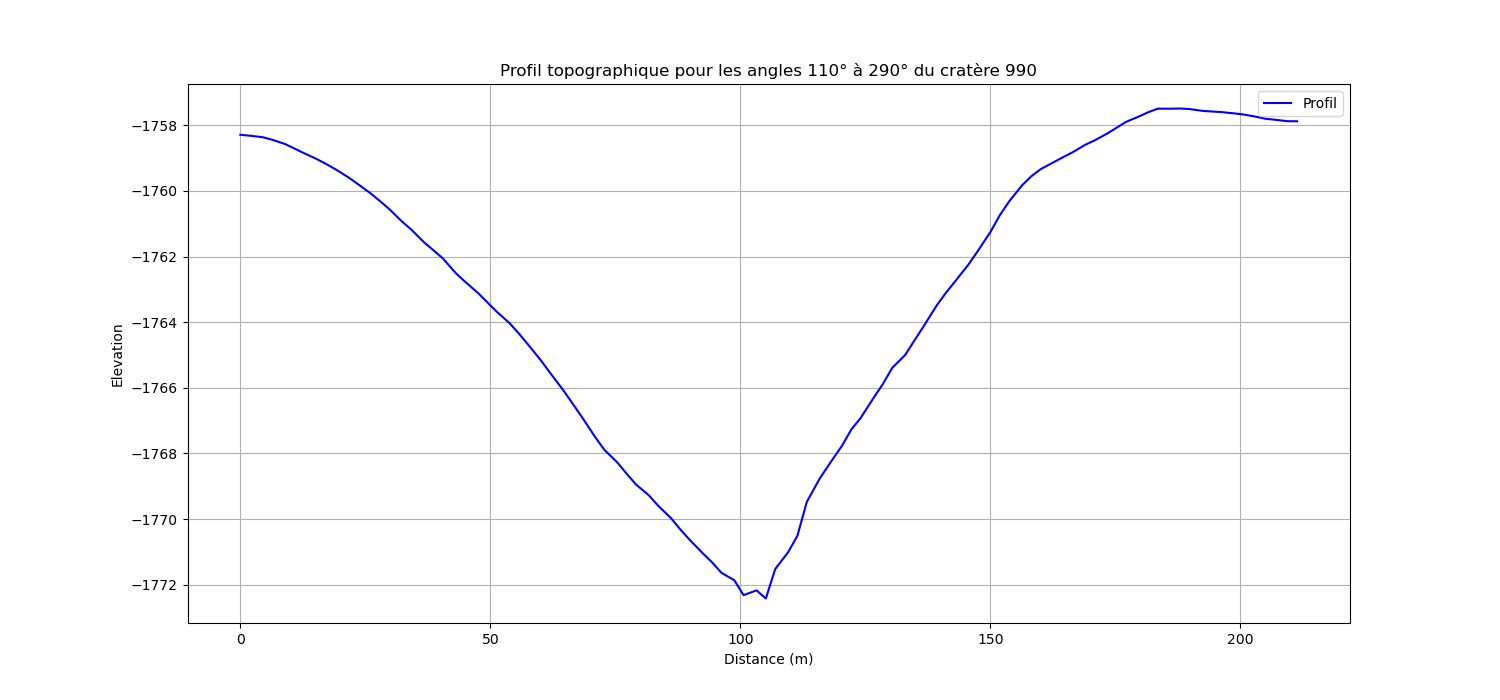 Profil topographique pour les angles 110° à 290° du cratère 990
Profil
−1758
−1760
−1762
−1764
−1766
−1768
−1770
−1772
Elevation
0 50 100 150 200
Distance (m)